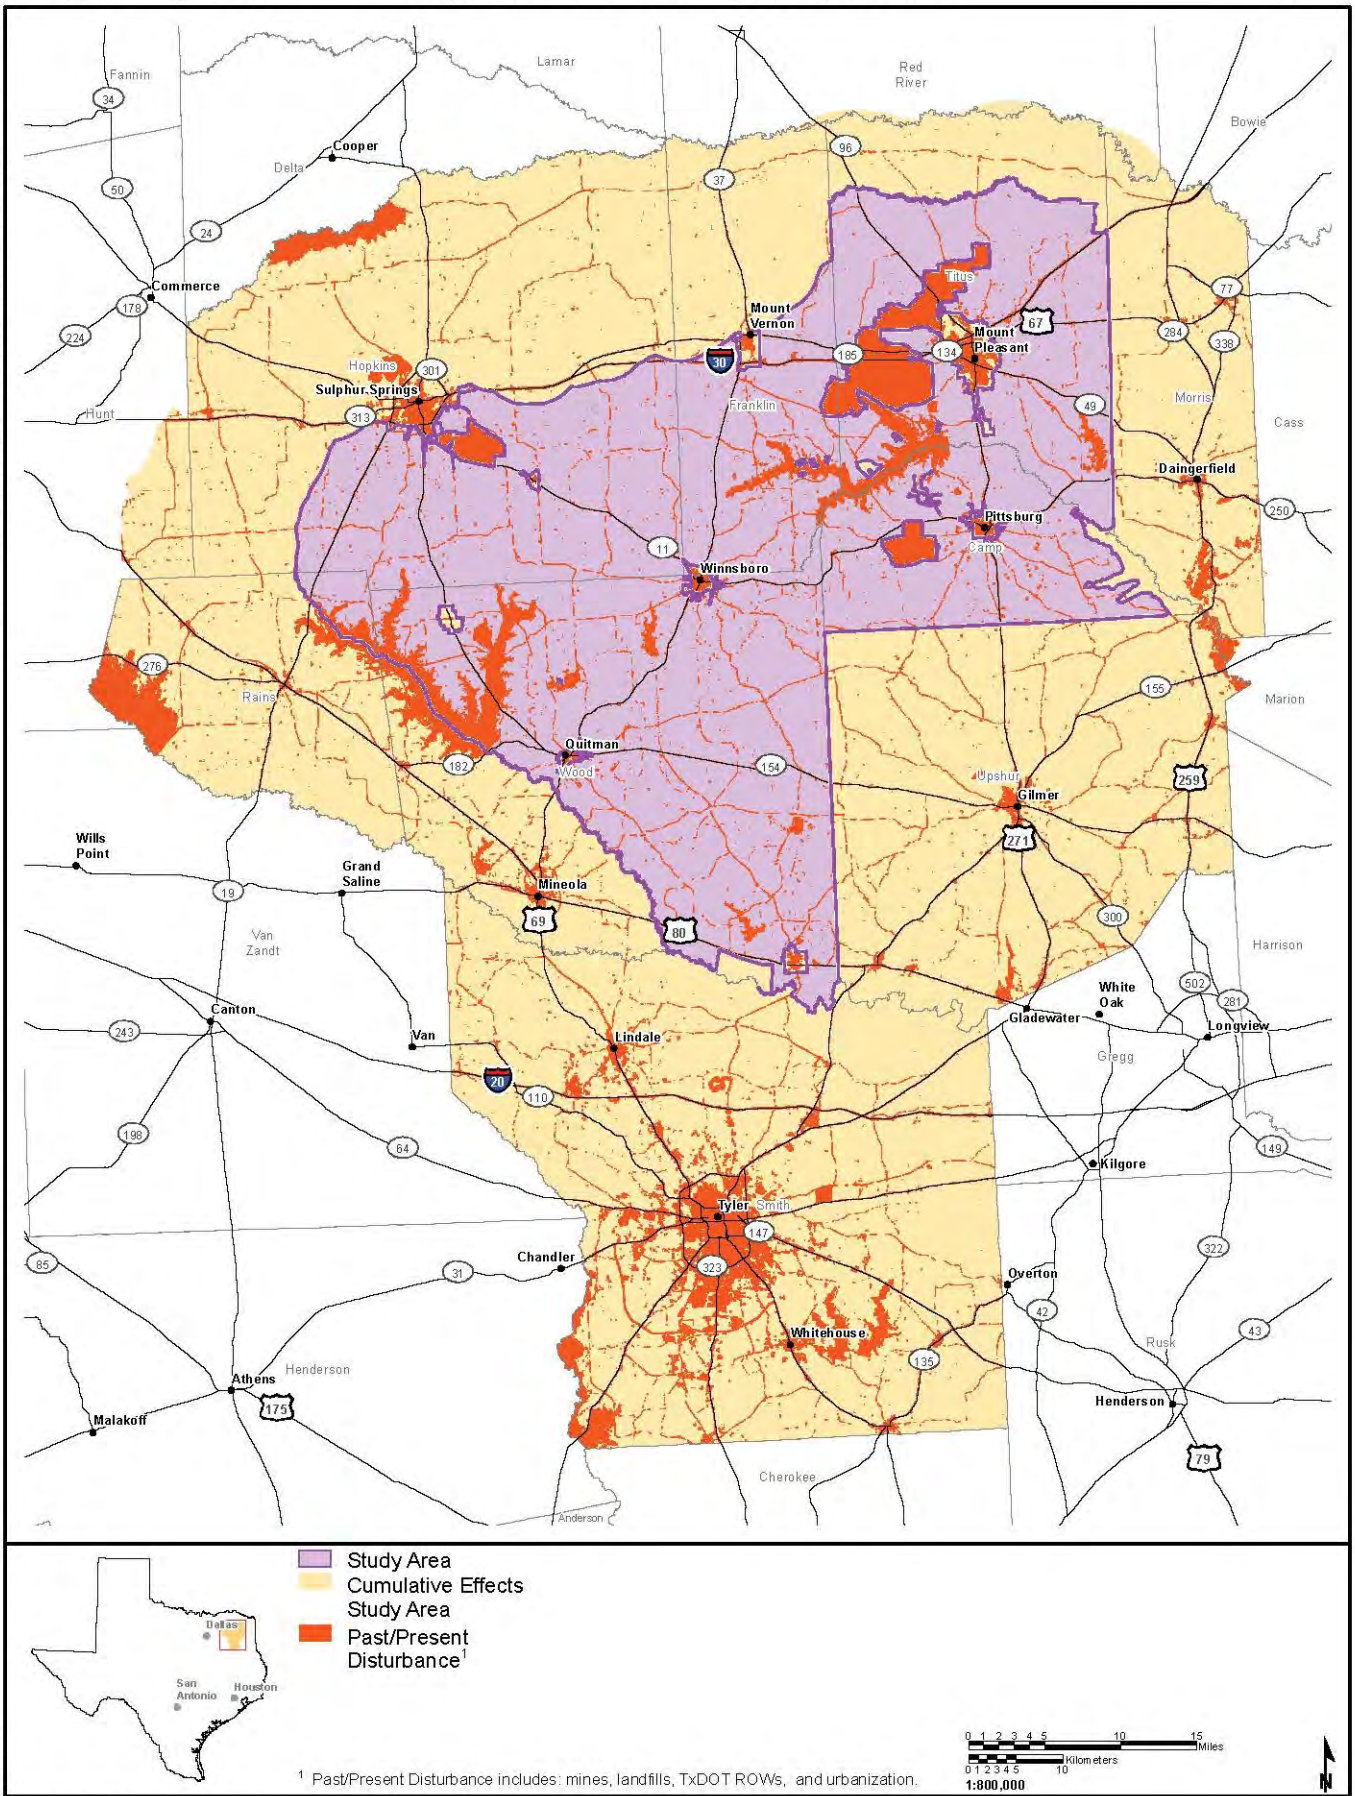 Lamar
Red
River
Fannin
34
Bowie
Cooper
96
Delta
37
50
24
Titus
77
Commerce
178
Mount
Vernon
67
224
Mount
Pleasant
284
338
185
134
30
Hopkins
301
Sulphur Springs
Franklin
Morris
49
313
Hunt
Cass
Daingerfield
250
Pittsburg
11
Camp
Winnsboro
276
155
Rains
Marion
Quitman
182
154
Wood
Upshur
259
Gilmer
271
Wills
Point
Grand
Saline
19
Mineola
69
80
300
Van
Zandt
Harrison
502
White
Oak
281
Canton
Gladewater
243
Van
Lindale
Longview
Gregg
20
110
198
64
149
Kilgore
Tyler
Smith
147
Chandler
322
85
31
323
Overton
42
Whitehouse
43
Rusk
135
Henderson
Athens
175
Henderson
Malakoff
79
Cherokee
Anderson
Study Area
Cumulative Effects
Study Area
Past/Present
Disturbance1
Dallas
San
Antonio
Houston
0 1 2 3 4 5 10 15
Miles
Kilometers
0 1 2 3 4 5 10
1:800,000
N
1 Past/Present Disturbance includes: mines, landfills, TxDOT ROWs, and urbanization.